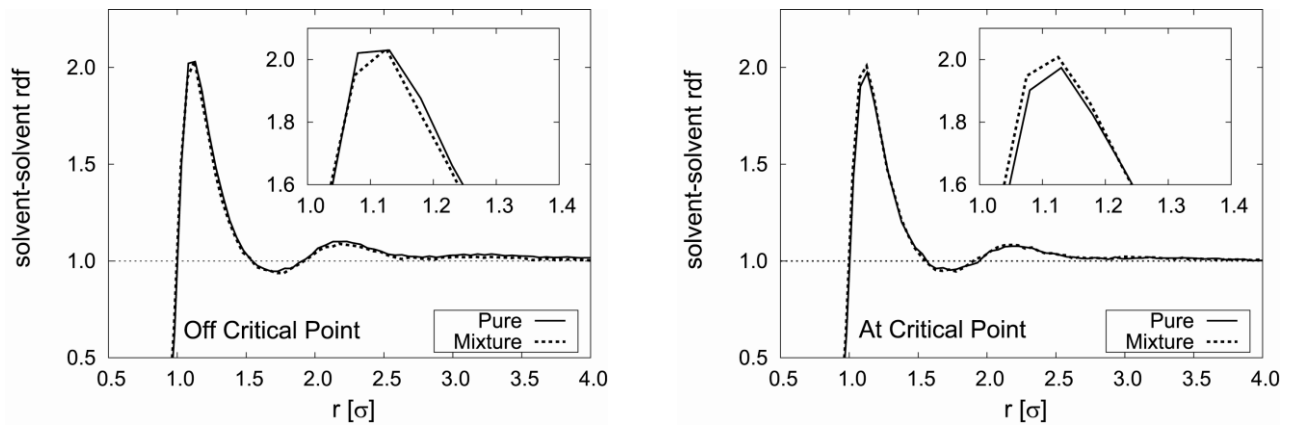 solvent-solvent rdf
2.0
1.5
1.0
0.5
2.0
1.8
1.6
1.0 1.1 1.2 1.3 1.4
Off Critical Point
Pure
Mixture
0.5 1.0 1.5 2.0 2.5 3.0 3.5 4.0
r [σ]
solvent-solvent rdf
2.0
1.5
1.0
0.5
2.0
1.8
1.6
1.0 1.1 1.2 1.3 1.4
At Critical Point
Pure
Mixture
0.5 1.0 1.5 2.0 2.5 3.0 3.5 4.0
r [σ]